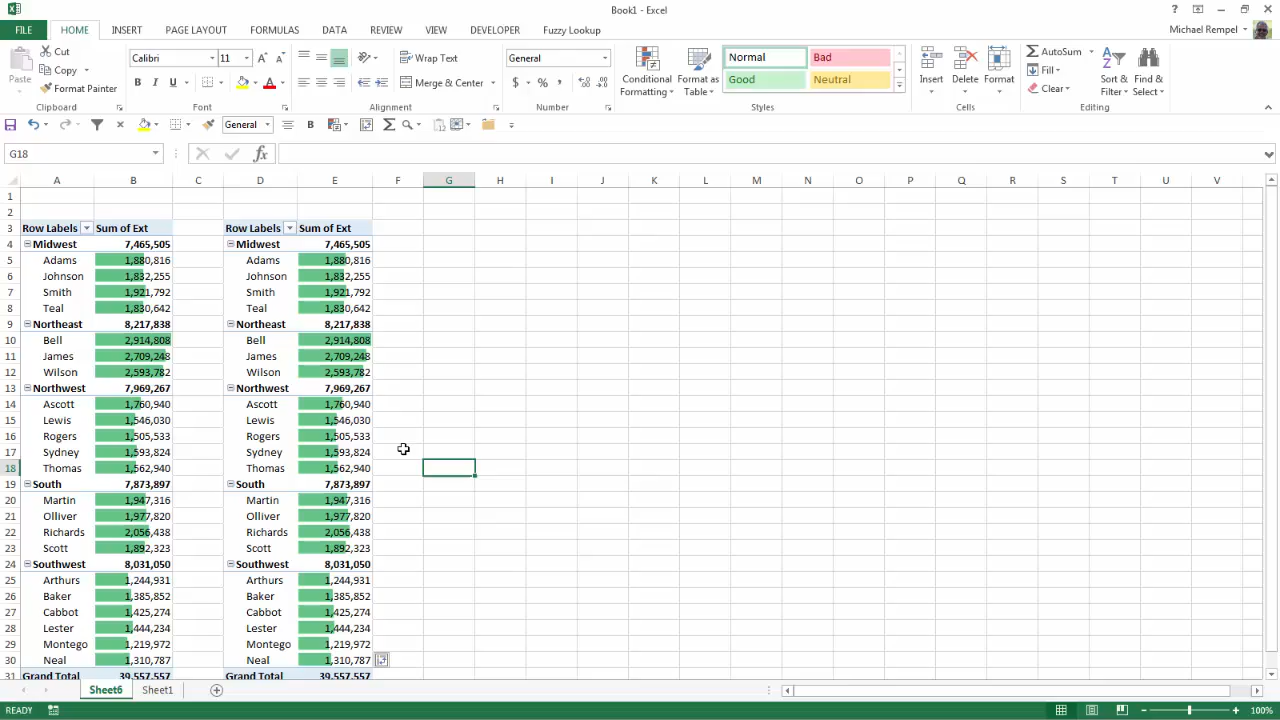 Book1 - Excel
FILE HOME INSERT PAGE LAYOUT FORMULAS DATA REVIEW VIEW DEVELOPER Fuzzy Lookup Michael Rempel
Cut
Copy
Format Painter
Paste
Clipboard
Calibri 11
B I U
Font
Wrap Text
Merge & Center
Alignment
General
$ % ,
Number
Conditional Formatting
Format as Table
Normal Bad
Good Neutral
Styles
Insert Delete Format
Cells
AutoSum
Fill
Clear
Sort & Filter
Find & Select
Editing
General
B
G18
fx
A B C D E F G H I J K L M N O P Q R S T U V
1
2
3 Row Labels Sum of Ext Row Labels Sum of Ext
4 Midwest 7,465,505 Midwest 7,465,505
5 Adams 1,880,816 Adams 1,880,816
6 Johnson 1,832,255 Johnson 1,832,255
7 Smith 1,921,792 Smith 1,921,792
8 Teal 1,830,642 Teal 1,830,642
9 Northeast 8,217,838 Northeast 8,217,838
10 Bell 2,914,808 Bell 2,914,808
11 James 2,709,248 James 2,709,248
12 Wilson 2,593,782 Wilson 2,593,782
13 Northwest 7,969,267 Northwest 7,969,267
14 Ascott 1,760,940 Ascott 1,760,940
15 Lewis 1,546,030 Lewis 1,546,030
16 Rogers 1,505,533 Rogers 1,505,533
17 Sydney 1,593,824 Sydney 1,593,824
18 Thomas 1,562,940 Thomas 1,562,940
19 South 7,873,897 South 7,873,897
20 Martin 1,947,316 Martin 1,947,316
21 Olliver 1,977,820 Olliver 1,977,820
22 Richards 2,056,438 Richards 2,056,438
23 Scott 1,892,323 Scott 1,892,323
24 Southwest 8,031,050 Southwest 8,031,050
25 Arthurs 1,244,931 Arthurs 1,244,931
26 Baker 1,385,852 Baker 1,385,852
27 Cabbot 1,425,274 Cabbot 1,425,274
28 Lester 1,444,234 Lester 1,444,234
29 Montego 1,219,972 Montego 1,219,972
30 Neal 1,310,787 Neal 1,310,787
31 Grand Total 39,557,557 Grand Total 39,557,557
Sheet6 Sheet1
READY 100%